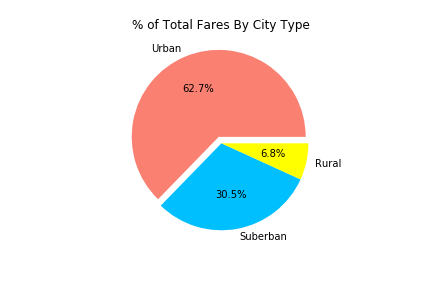 % of Total Fares By City Type
Urban
62.7%
6.8%
Rural
30.5%
Suberban